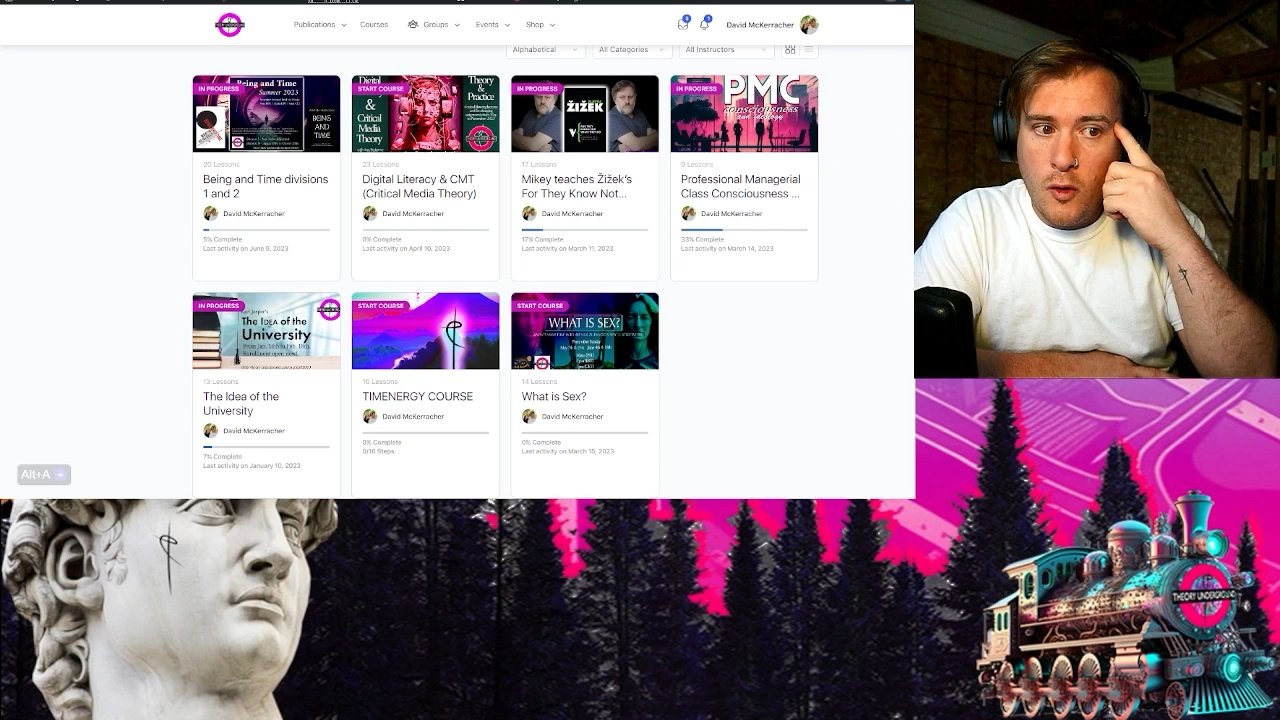 Publications
Courses
Groups
Events
Shop
David McKerracher
Alphabetical
All Categories
All Instructors
IN PROGRESS
Being and Time
Summer 2023
BEING
AND
TIME
20 Lessons
Being and Time divisions
1 and 2
David McKerracher
5% Complete
Last activity on June 9, 2023
START COURSE
Digital
&
Critical
Media
Theory
Theory
&
Practice
23 Lessons
Digital Literacy & CMT
(Critical Media Theory)
David McKerracher
0% Complete
Last activity on April 10, 2023
IN PROGRESS
ŽIŽEK
17 Lessons
Mikey teaches Žižek's
For They Know Not...
David McKerracher
17% Complete
Last activity on March 11, 2023
IN PROGRESS
PMC
consciousness
and ideology
9 Lessons
Professional Managerial
Class Consciousness ...
David McKerracher
33% Complete
Last activity on March 14, 2023
IN PROGRESS
The IDEA of the
University
13 Lessons
The Idea of the
University
David McKerracher
7% Complete
Last activity on January 10, 2023
START COURSE
16 Lessons
TIMENERGY COURSE
David McKerracher
0% Complete
0/16 Steps
START COURSE
WHAT IS SEX?
14 Lessons
What is Sex?
David McKerracher
0% Complete
Last activity on March 15, 2023
Alt+A
THEORY UNDERGROUND